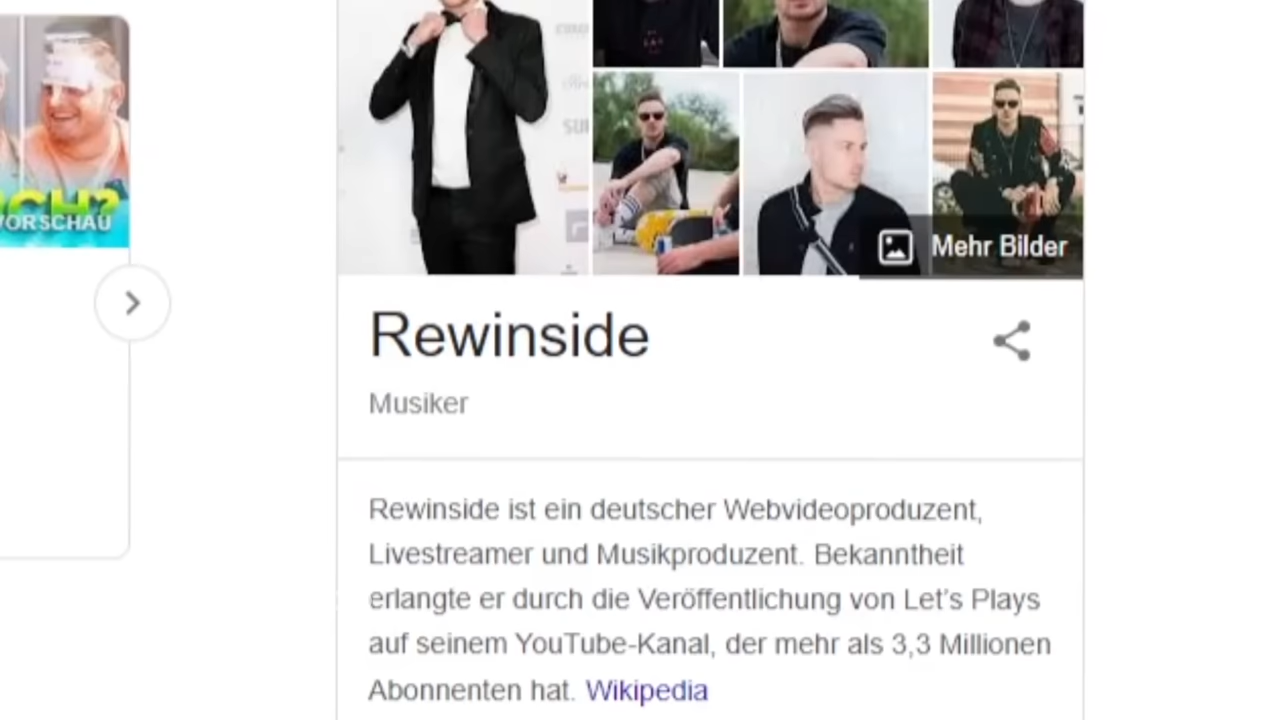 CH?
VORSCHAU
Mehr Bilder
Rewinside
Musiker
Rewinside ist ein deutscher Webvideoproduzent,
Livestreamer und Musikproduzent. Bekanntheit
erlangte er durch die Veröffentlichung von Let's Plays
auf seinem YouTube-Kanal, der mehr als 3,3 Millionen
Abonnenten hat. Wikipedia